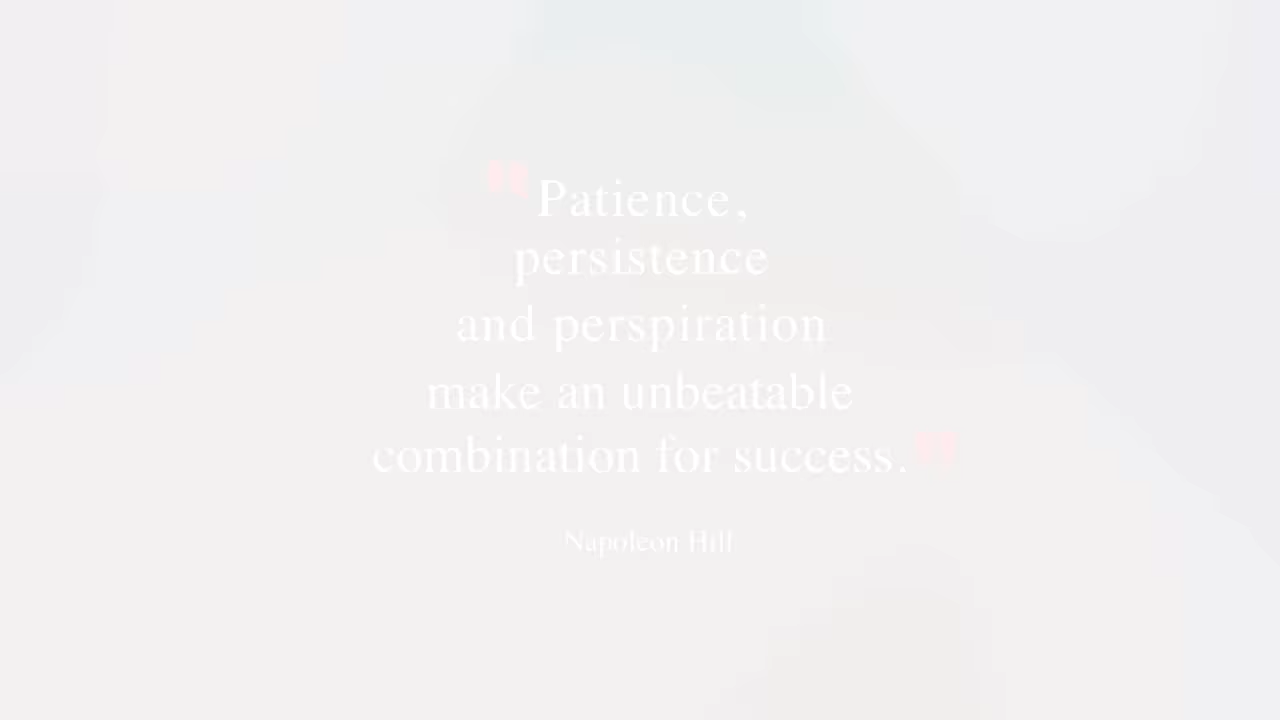 "Patience,
persistence
and perspiration
make an unbeatable
combination for success."
Napoleon Hill